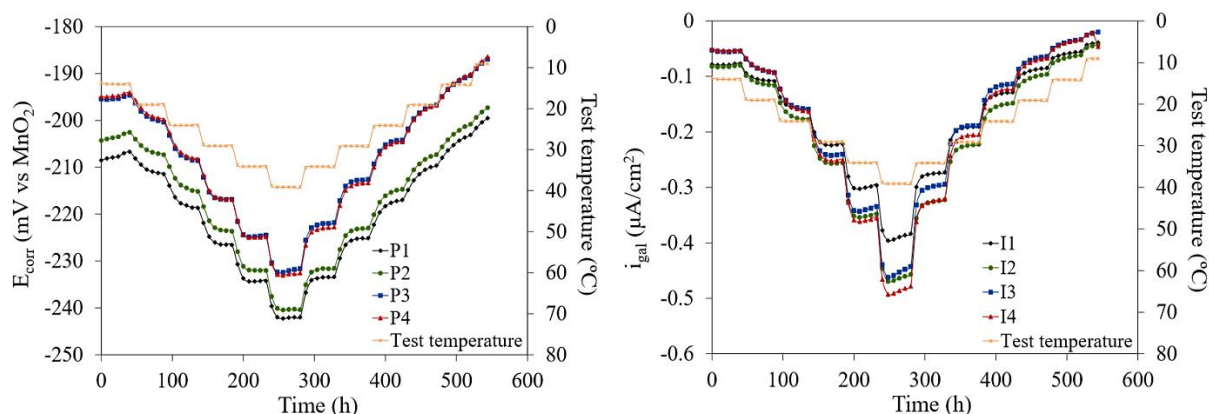 -180
-190
-200
-210
-220
-230
-240
-250
E_corr (mV vs MnO₂)
0
10
20
30
40
50
60
70
80
Test temperature (ºC)
P1
P2
P3
P4
Test temperature
0 100 200 300 400 500 600
Time (h)
-0
-0.1
-0.2
-0.3
-0.4
-0.5
-0.6
i_gal (µA/cm²)
0
10
20
30
40
50
60
70
80
Test temperature (ºC)
I1
I2
I3
I4
Test temperature
0 100 200 300 400 500 600
Time (h)